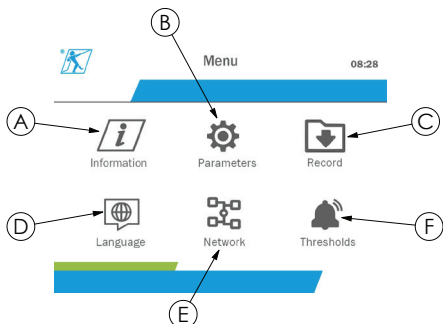 B
Menu 08:28
A C
Information Parameters Record
D F
Language Network Thresholds
E